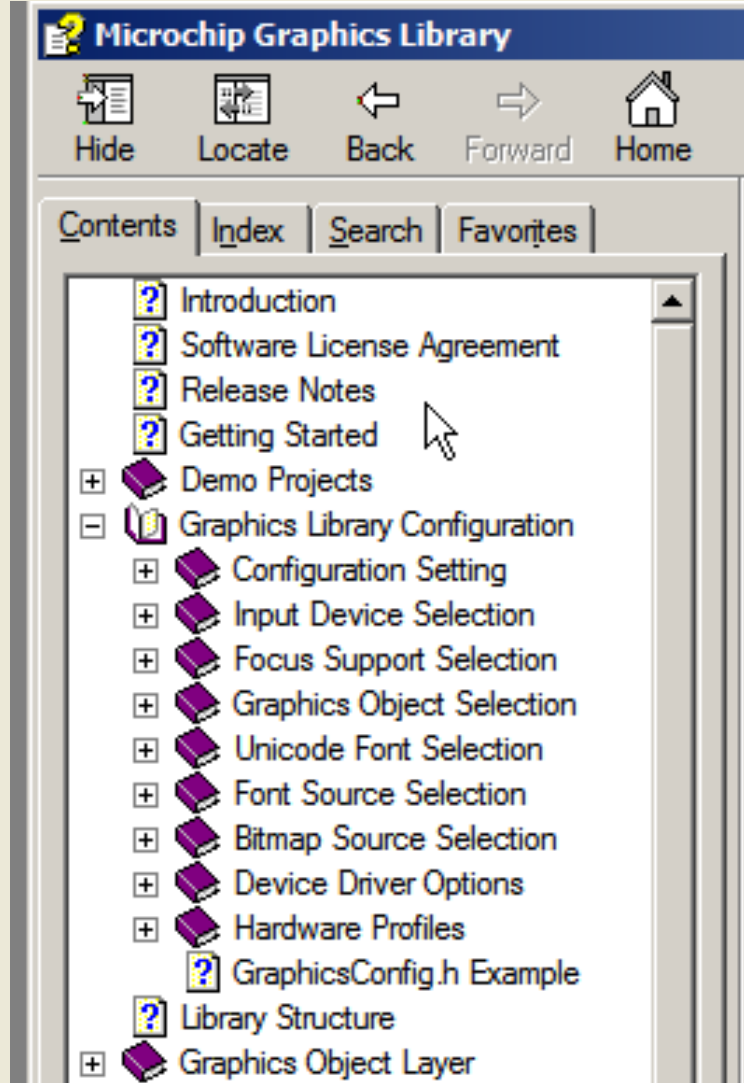 Microchip Graphics Library
Hide Locate Back Forward Home
Contents Index Search Favorites
Introduction
Software License Agreement
Release Notes
Getting Started
Demo Projects
Graphics Library Configuration
Configuration Setting
Input Device Selection
Focus Support Selection
Graphics Object Selection
Unicode Font Selection
Font Source Selection
Bitmap Source Selection
Device Driver Options
Hardware Profiles
GraphicsConfig.h Example
Library Structure
Graphics Object Layer